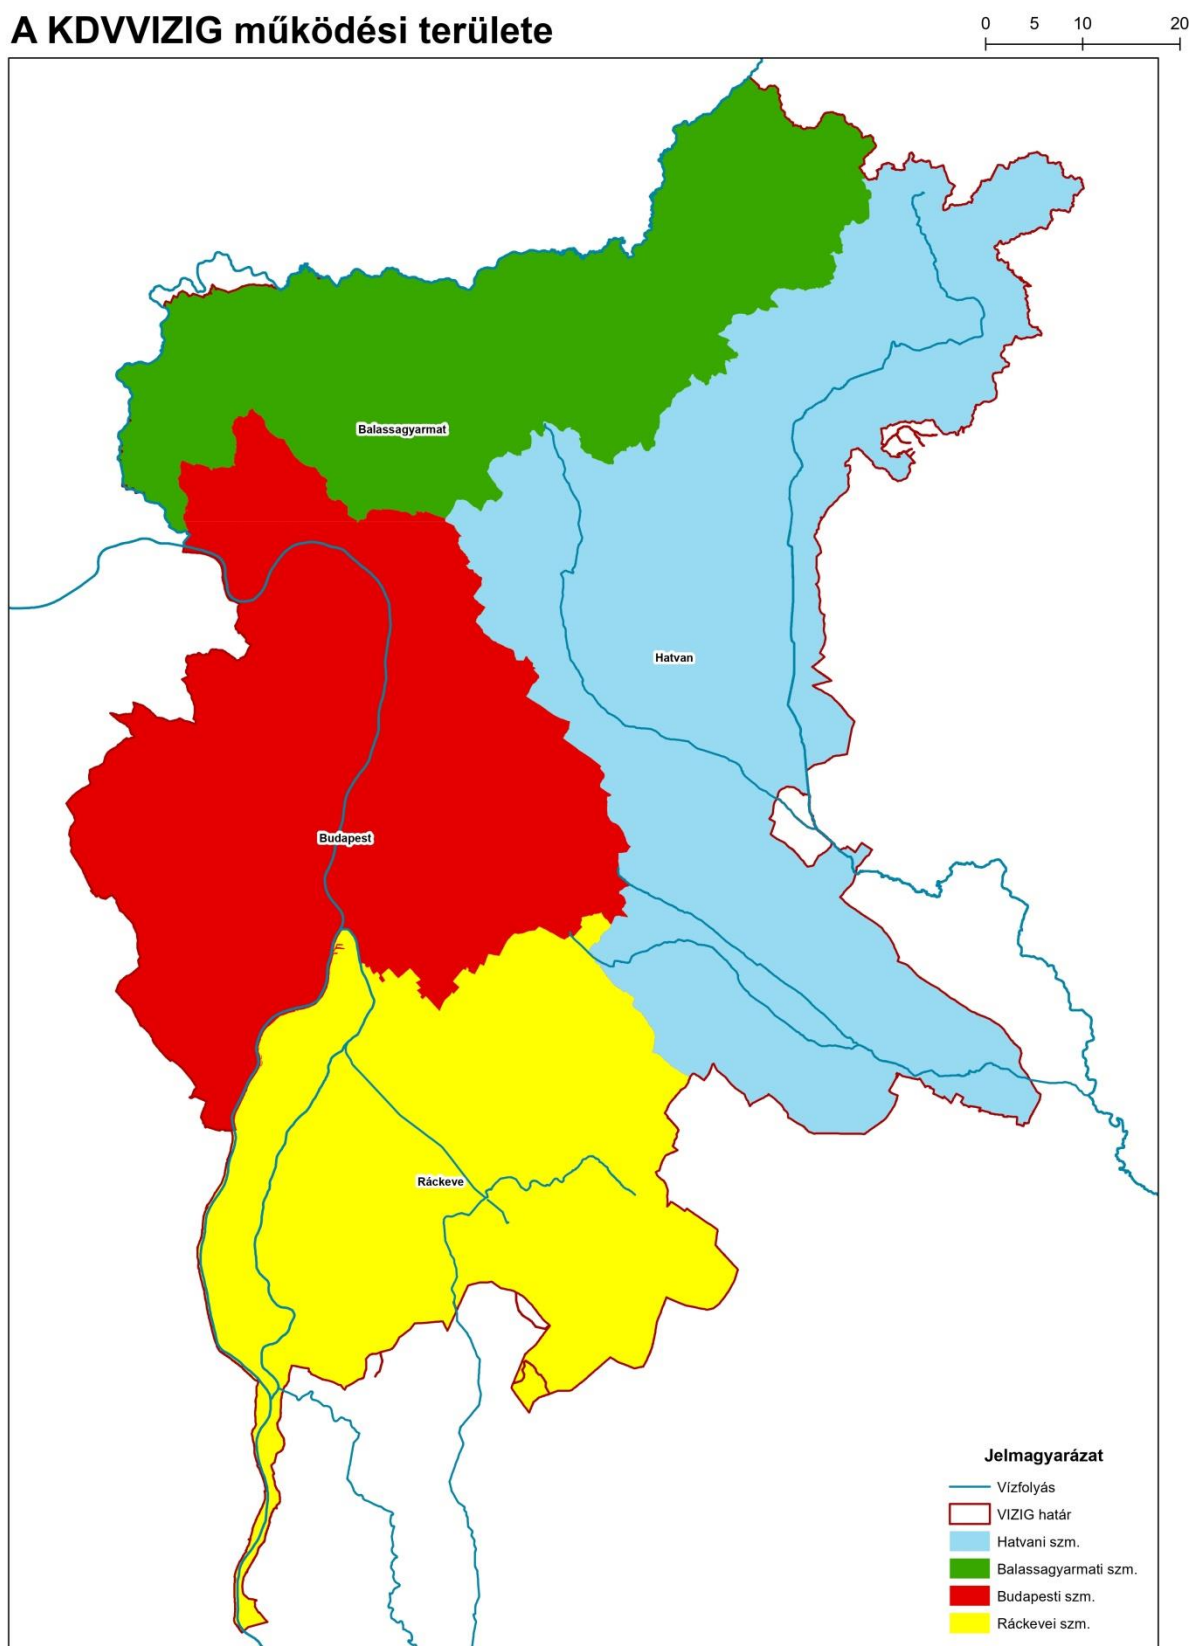 A KDVVIZIG működési területe
0 5 10 20
Balassagyarmat
Hatvan
Budapest
Ráckeve
Jelmagyarázat
Vízfolyás
VIZIG határ
Hatvani szm.
Balassagyarmati szm.
Budapesti szm.
Ráckevei szm.